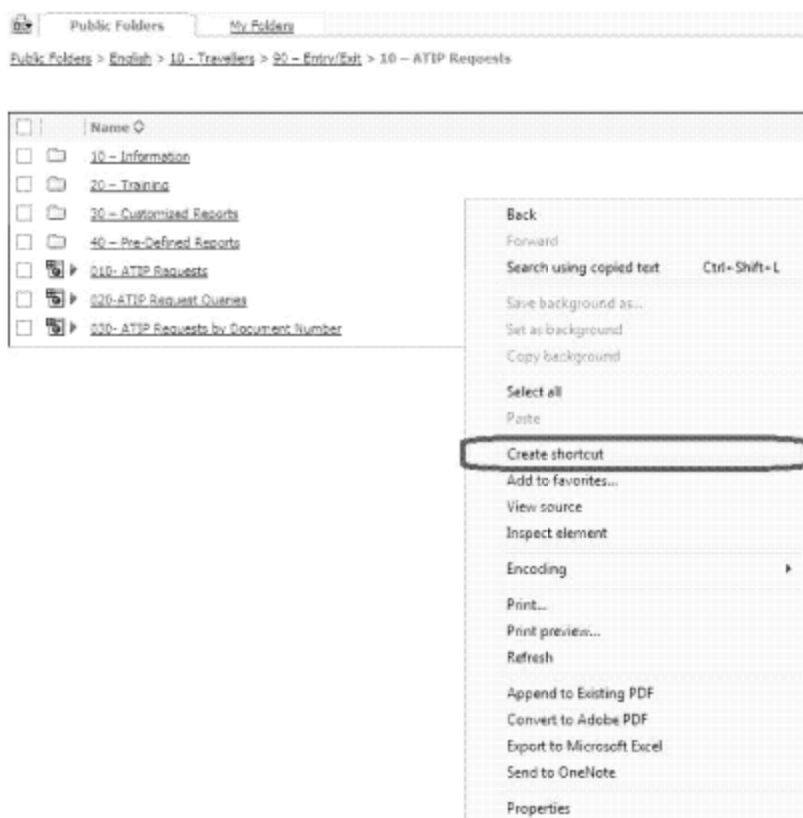 Public Folders My Folders
Public Folders > English > 10 - Travellers > 90 – Entry/Exit > 10 – ATIP Requests
Name
10 – Information
20 – Training
30 – Customized Reports
40 – Pre-Defined Reports
010- ATIP Requests
020-ATIP Request Queries
030- ATIP Requests by Document Number
Back
Forward
Search using copied text Ctrl+Shift+L
Save background as...
Set as background
Copy background
Select all
Paste
Create shortcut
Add to favorites...
View source
Inspect element
Encoding
Print...
Print preview...
Refresh
Append to Existing PDF
Convert to Adobe PDF
Export to Microsoft Excel
Send to OneNote
Properties